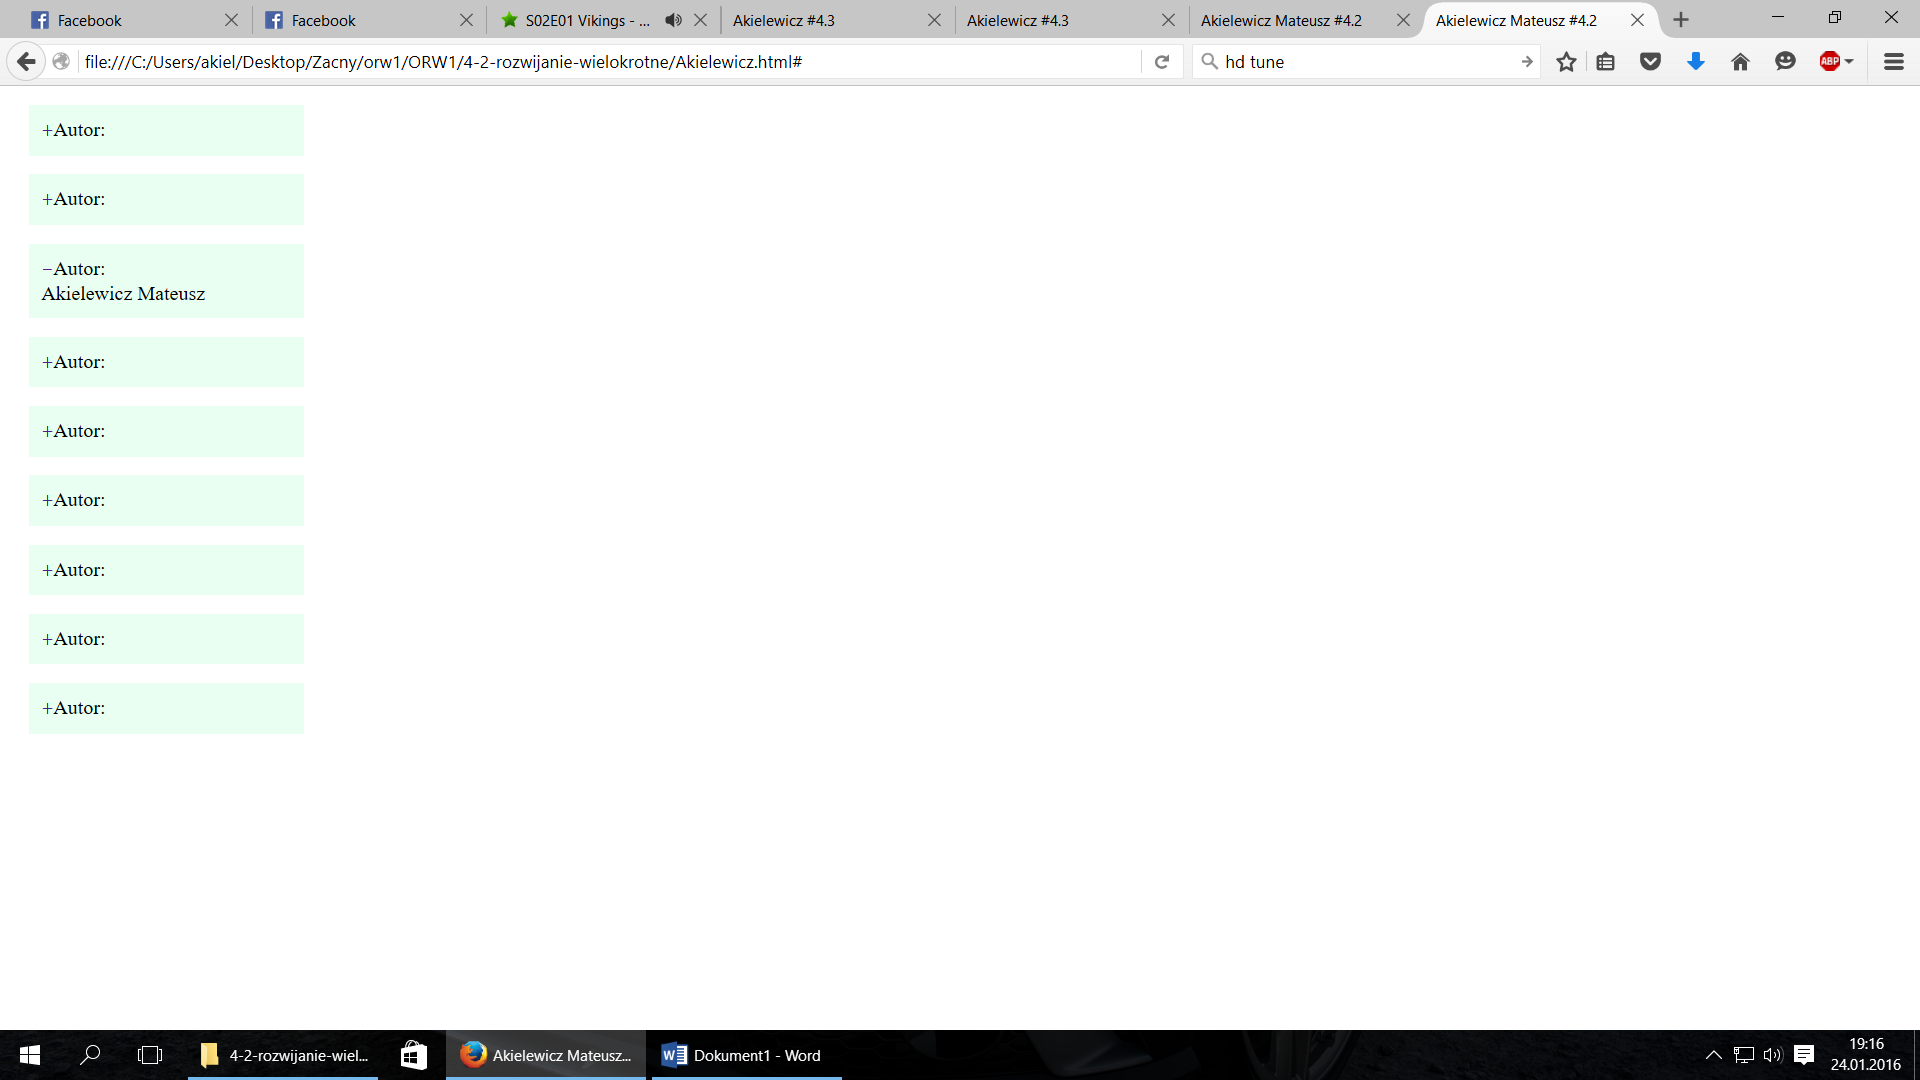 Facebook
Facebook
S02E01 Vikings - ...
Akielewicz #4.3
Akielewicz #4.3
Akielewicz Mateusz #4.2
Akielewicz Mateusz #4.2
file:///C:/Users/akiel/Desktop/Zacny/orw1/ORW1/4-2-rozwijanie-wielokrotne/Akielewicz.html#
hd tune
ABP
+Autor:
+Autor:
−Autor:
Akielewicz Mateusz
+Autor:
+Autor:
+Autor:
+Autor:
+Autor:
+Autor:
4-2-rozwijanie-wiel...
Akielewicz Mateusz...
Dokument1 - Word
19:16
24.01.2016